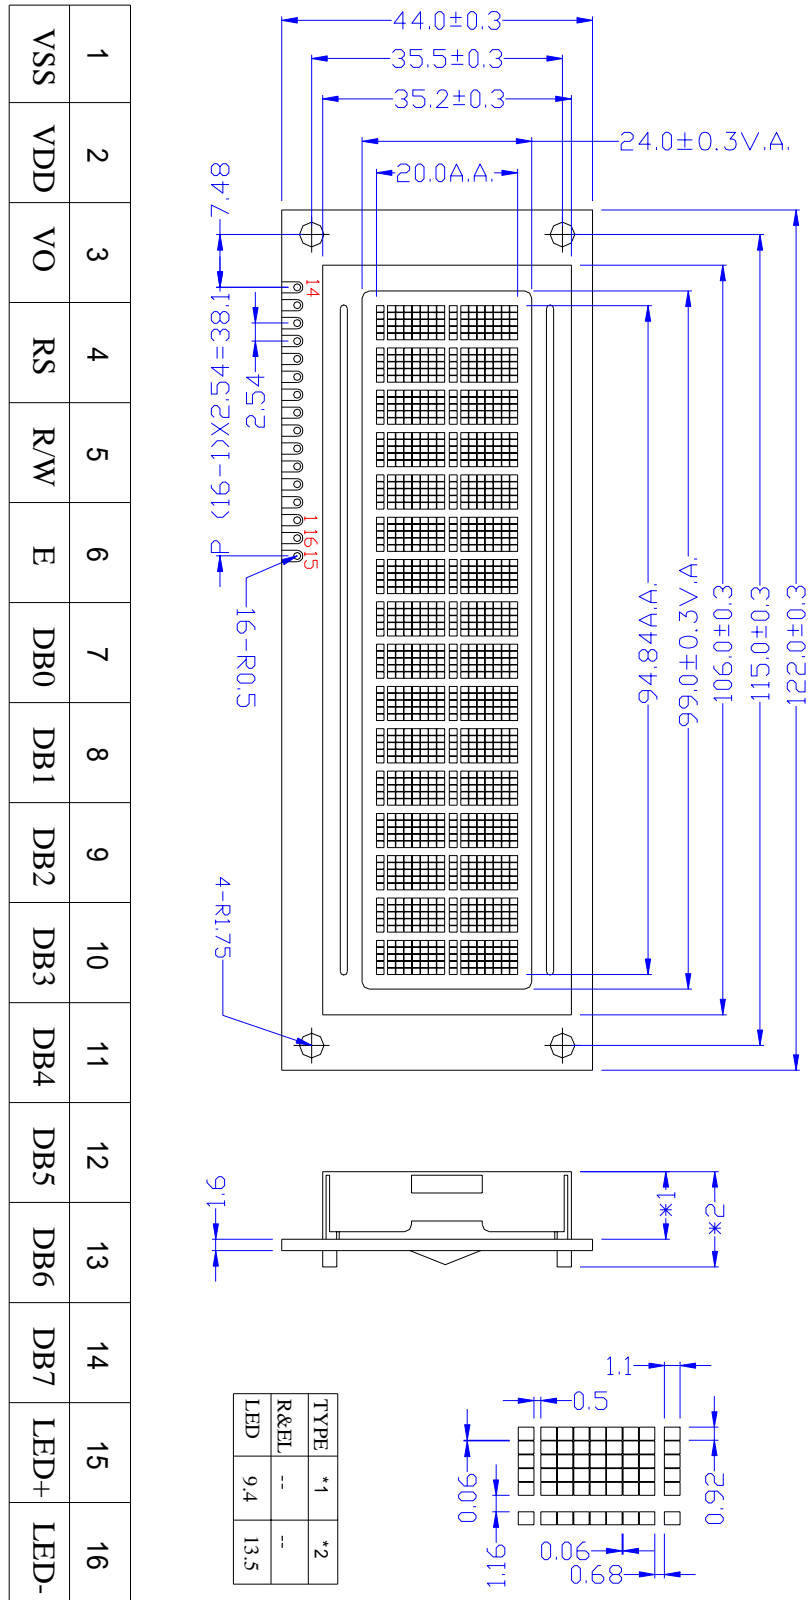 44.0±0.3
35.5±0.3
35.2±0.3
24.0±0.3V.A.
20.0A.A.
7.48
14
2.54
P (16-1)X2.54=38.1
1 16 15
16-R0.5
94.84A.A.
99.0±0.3V.A.
106.0±0.3
115.0±0.3
122.0±0.3
4-R1.75
1.6
*1
*2
1.1
0.5
0.06
0.92
1.16
0.06
0.68
TYPE *1 *2
R&EL -- --
LED 9.4 13.5
1 2 3 4 5 6 7 8 9 10 11 12 13 14 15 16
VSS VDD VO RS R/W E DB0 DB1 DB2 DB3 DB4 DB5 DB6 DB7 LED+ LED-